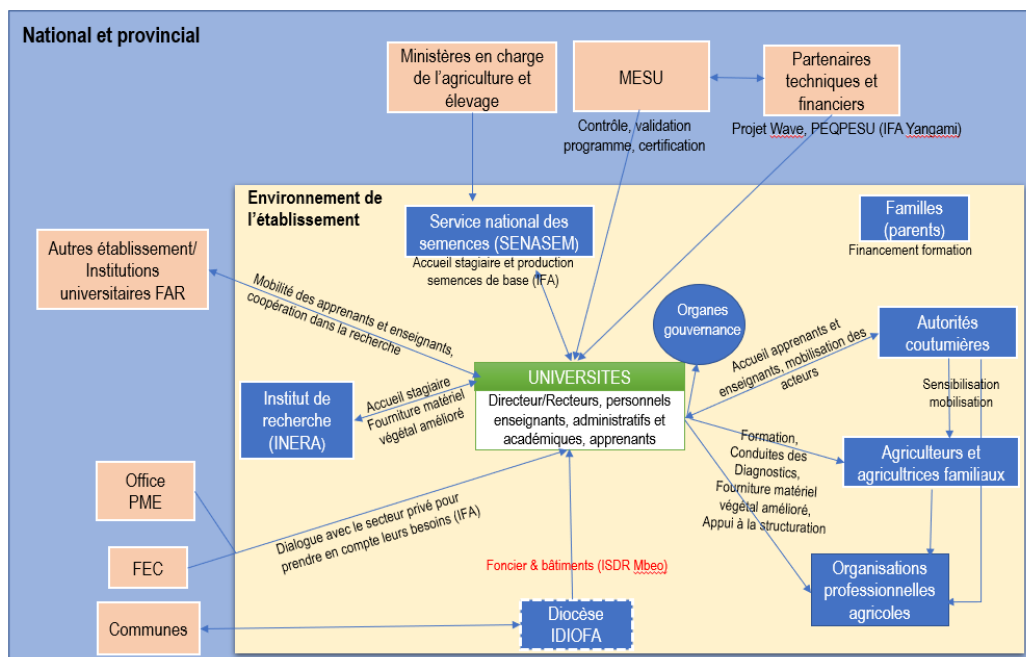 National et provincial
Ministères en charge
de l'agriculture et
élevage
MESU
Partenaires
techniques et
financiers
Contrôle, validation
programme, certification
Projet Wave, PEQPESU (IFA Yangami)
Environnement de
l'établissement
Service national des
semences (SENASEM)
Accueil stagiaire et production
semences de base (IFA)
Familles
(parents)
Financement formation
Autres établissement/
Institutions
universitaires FAR
Mobilité des apprenants et enseignants,
coopération dans la recherche
Organes
gouvernance
Accueil apprenants et
enseignants, mobilisation des
acteurs
Autorités
coutumières
Sensibilisation
mobilisation
UNIVERSITES
Directeur/Recteurs, personnels
enseignants, administratifs et
académiques, apprenants
Institut de
recherche
(INERA)
Accueil stagiaire
Fourniture matériel
végétal amélioré
Formation,
Conduites des
Diagnostics,
Fourniture matériel
végétal amélioré,
Appui à la structuration
Agriculteurs et
agricultrices familiaux
Office
PME
Dialogue avec le secteur privé pour
prendre en compte leurs besoins (IFA)
FEC
Foncier & bâtiments (ISDR Mbeo)
Organisations
professionnelles
agricoles
Communes
Diocèse
IDIOFA